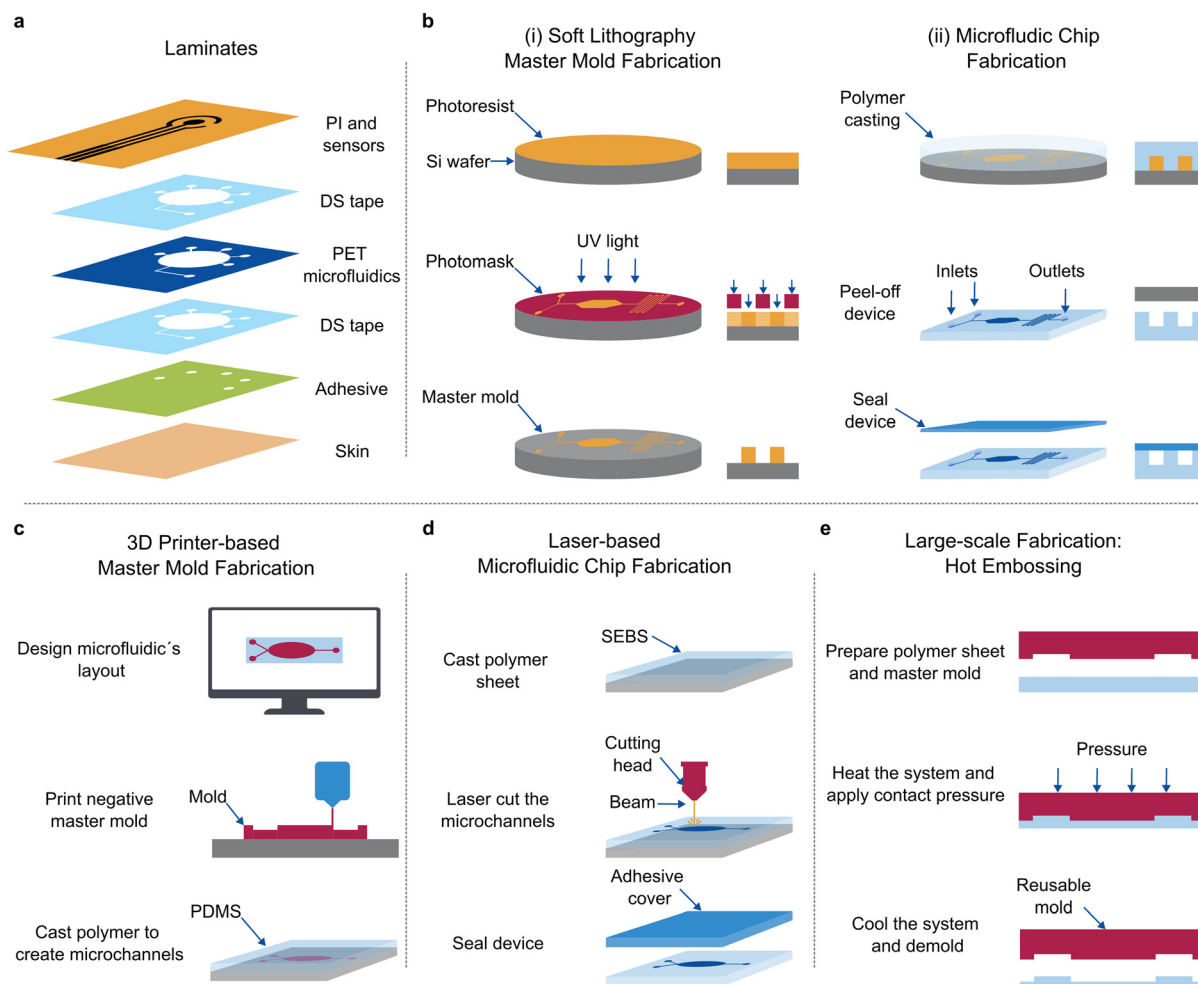 a
Laminates
PI and
sensors
DS tape
PET
microfluidics
DS tape
Adhesive
Skin
b
(i) Soft Lithography
Master Mold Fabrication
Photoresist
Si wafer
UV light
Photomask
Master mold
(ii) Microfludic Chip
Fabrication
Polymer
casting
Inlets
Outlets
Peel-off
device
Seal
device
c
3D Printer-based
Master Mold Fabrication
Design microfluidic´s
layout
Print negative
master mold
Mold
Cast polymer to
create microchannels
PDMS
d
Laser-based
Microfluidic Chip Fabrication
Cast polymer
sheet
SEBS
Laser cut the
microchannels
Cutting
head
Beam
Seal device
Adhesive
cover
e
Large-scale Fabrication:
Hot Embossing
Prepare polymer sheet
and master mold
Heat the system and
apply contact pressure
Pressure
Cool the system
and demold
Reusable
mold